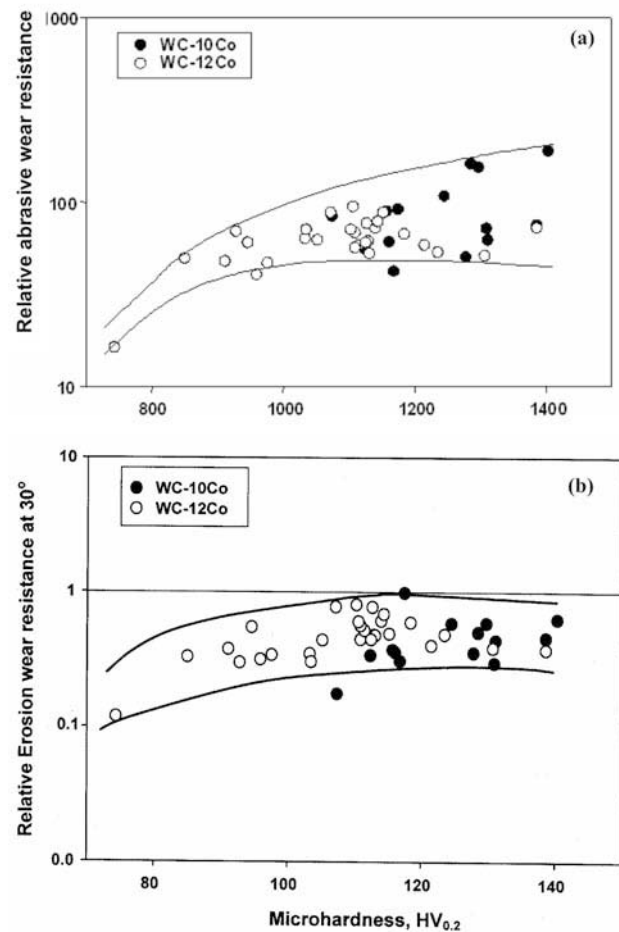 1000
WC-10Co
WC-12Co
(a)
Relative abrasive wear resistance
100
10
800
1000
1200
1400
10
WC-10Co
WC-12Co
(b)
Relative Erosion wear resistance at 30°
1
0.1
0.0
80
100
120
140
Microhardness, HV0.2